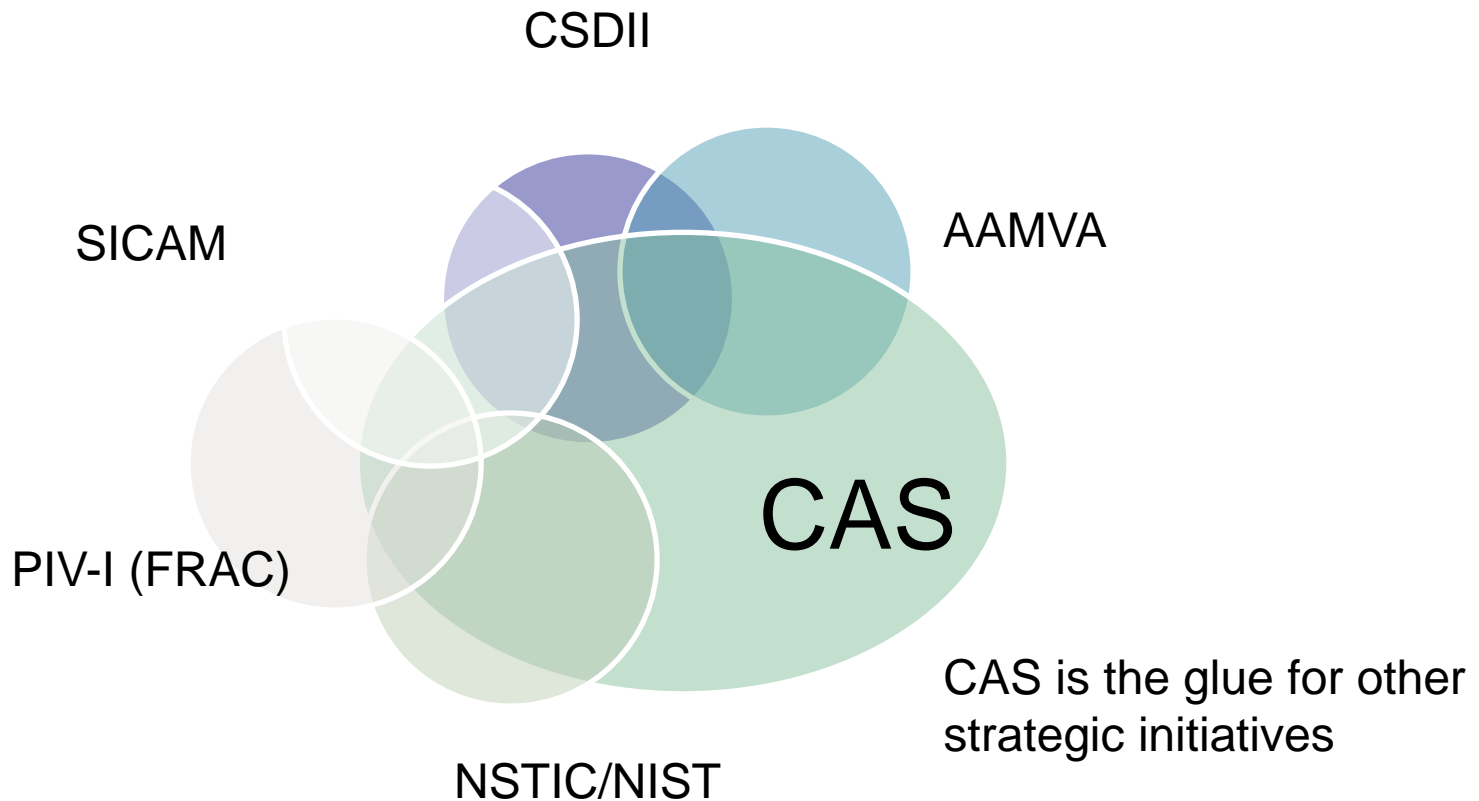 CSDII
SICAM
AAMVA
CAS
PIV-I (FRAC)
CAS is the glue for other
strategic initiatives
NSTIC/NIST